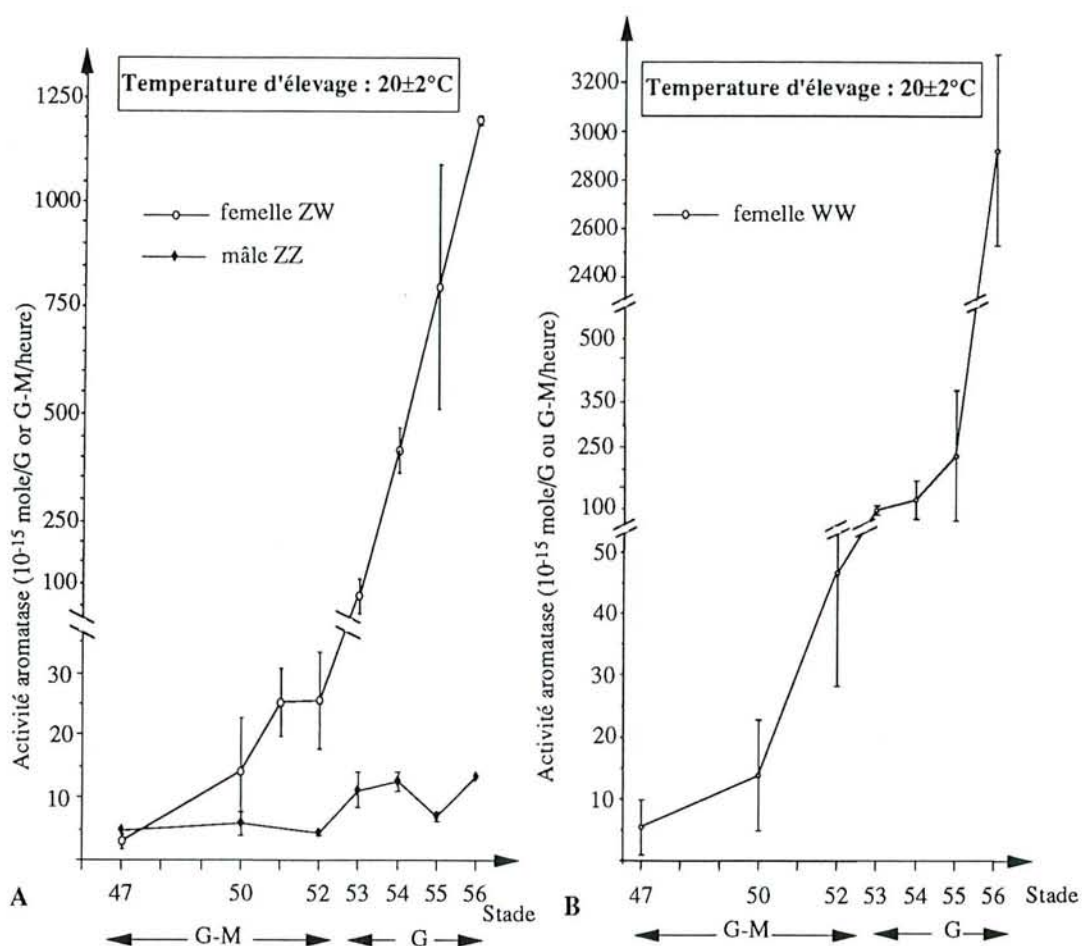 Temperature d'élevage : 20±2°C
femelle ZW
mâle ZZ
Activité aromatase (10-15 mole/G or G-M/heure)
1250
1000
750
500
250
100
30
20
10
47
50
52
53
54
55
56
Stade
A
G-M
G
Temperature d'élevage : 20±2°C
femelle WW
Activité aromatase (10-15 mole/G ou G-M/heure)
3200
3000
2800
2600
2400
500
350
250
100
50
40
30
20
10
47
50
52
53
54
55
56
Stade
B
G-M
G